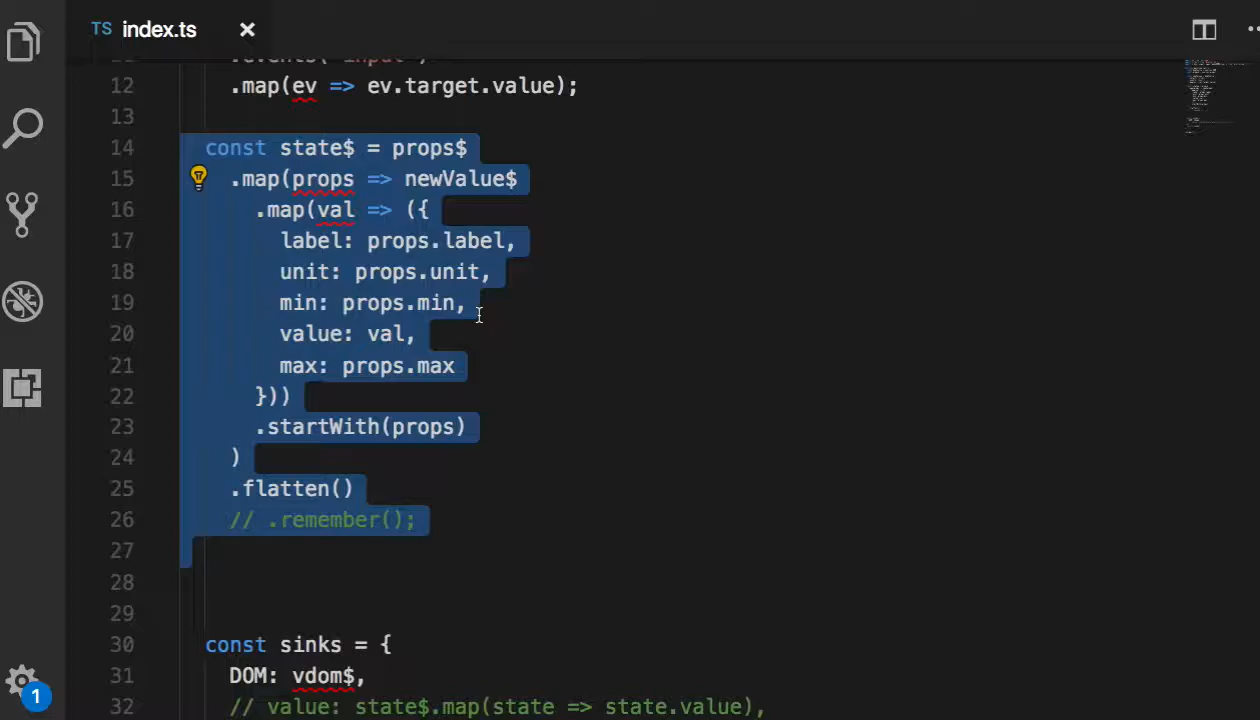 TS index.ts
.events('input')
12 .map(ev => ev.target.value);
13
14 const state$ = props$
15 .map(props => newValue$
16 .map(val => ({
17 label: props.label,
18 unit: props.unit,
19 min: props.min,
20 value: val,
21 max: props.max
22 }))
23 .startWith(props)
24 )
25 .flatten()
26 // .remember();
27
28
29
30 const sinks = {
31 DOM: vdom$,
32 // value: state$.map(state => state.value),
1